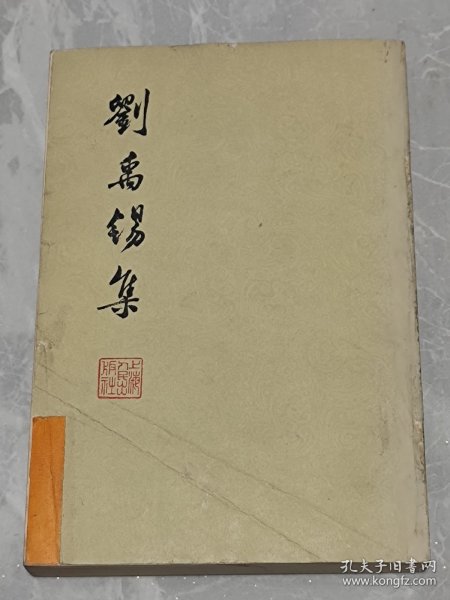 劉禹錫集
上海
人民出
版社
孔夫子旧书网
www.kongfz.com